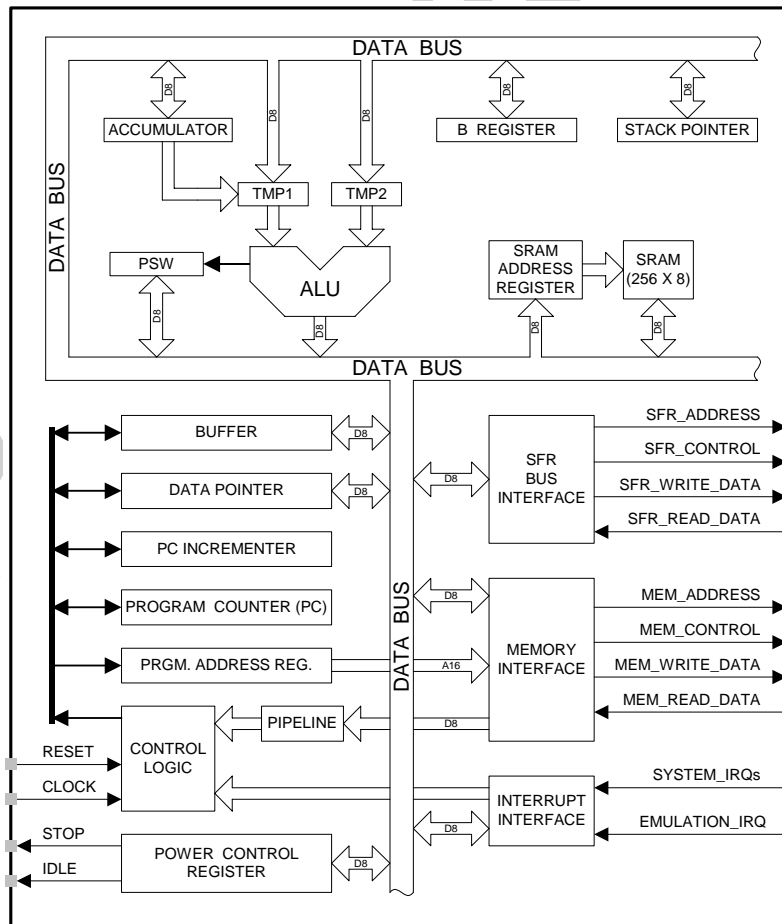 DATA BUS
D8
D8
D8
D8
D8
ACCUMULATOR
B REGISTER
STACK POINTER
DATA BUS
TMP1
TMP2
PSW
ALU
SRAM
ADDRESS
REGISTER
SRAM
(256 X 8)
D8
D8
D8
D8
DATA BUS
BUFFER
D8
SFR_ADDRESS
DATA POINTER
D8
D8
SFR
BUS
INTERFACE
SFR_CONTROL
SFR_WRITE_DATA
SFR_READ_DATA
PC INCREMENTER
PROGRAM COUNTER (PC)
DATA BUS
D8
MEMORY
INTERFACE
MEM_ADDRESS
MEM_CONTROL
PRGM. ADDRESS REG.
A16
MEM_WRITE_DATA
MEM_READ_DATA
PIPELINE
D8
RESET
CLOCK
CONTROL
LOGIC
INTERRUPT
INTERFACE
SYSTEM_IRQs
EMULATION_IRQ
D8
STOP
IDLE
POWER CONTROL
REGISTER
D8